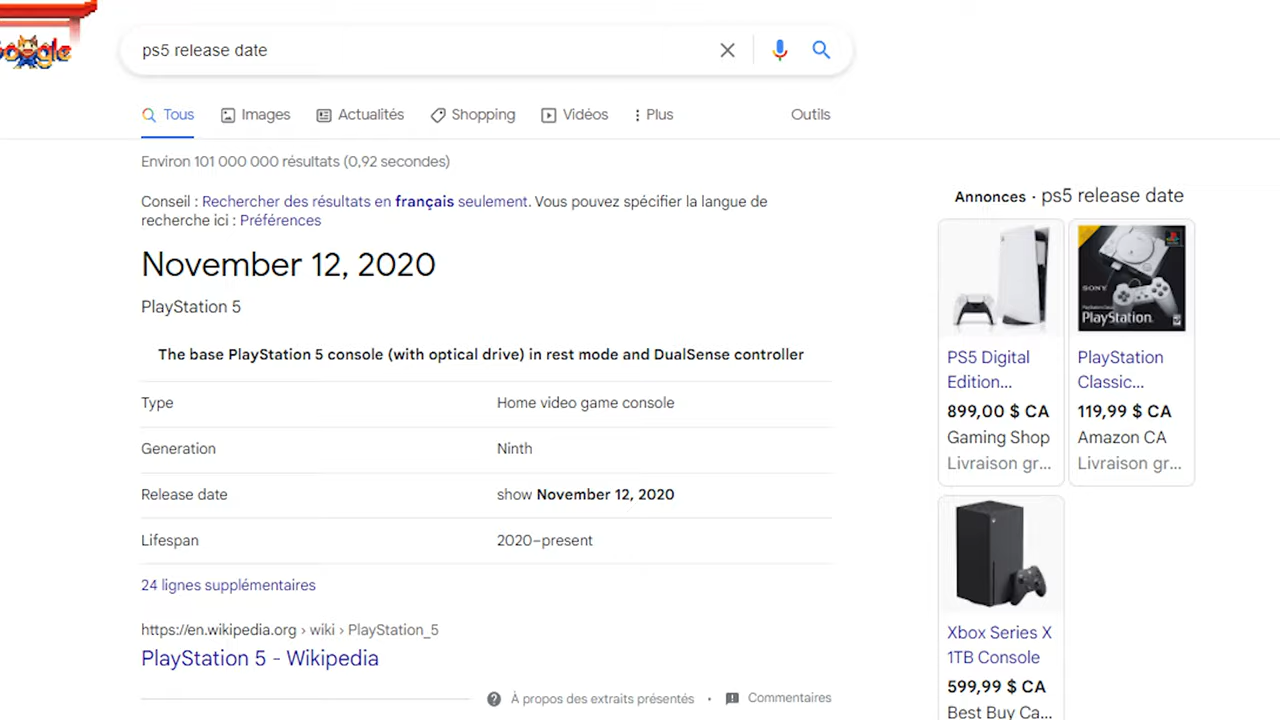 Google
ps5 release date
Tous Images Actualités Shopping Vidéos Plus Outils
Environ 101 000 000 résultats (0,92 secondes)
Conseil : Rechercher des résultats en français seulement. Vous pouvez spécifier la langue de
recherche ici : Préférences
November 12, 2020
PlayStation 5
The base PlayStation 5 console (with optical drive) in rest mode and DualSense controller
Type Home video game console
Generation Ninth
Release date show November 12, 2020
Lifespan 2020–present
24 lignes supplémentaires
https://en.wikipedia.org › wiki › PlayStation_5
PlayStation 5 - Wikipedia
À propos des extraits présentés • Commentaires
Annonces · ps5 release date
PS5 Digital
Edition...
899,00 $ CA
Gaming Shop
Livraison gr...
SONY
PlayStation
PlayStation
Classic...
119,99 $ CA
Amazon CA
Livraison gr...
Xbox Series X
1TB Console
599,99 $ CA
Best Buy Ca...